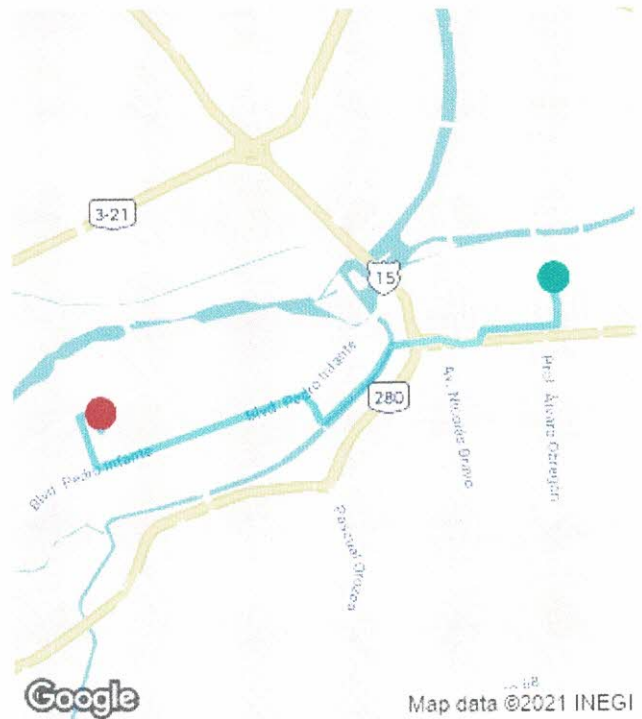 3-21
15
Blvd. Pedro Infante
280
Av. Nicolás Bravo
Prol. Álvaro Obregón
Blvd. Pedro Infante
Pascual Orozco
Google
Map data ©2021 INEGI